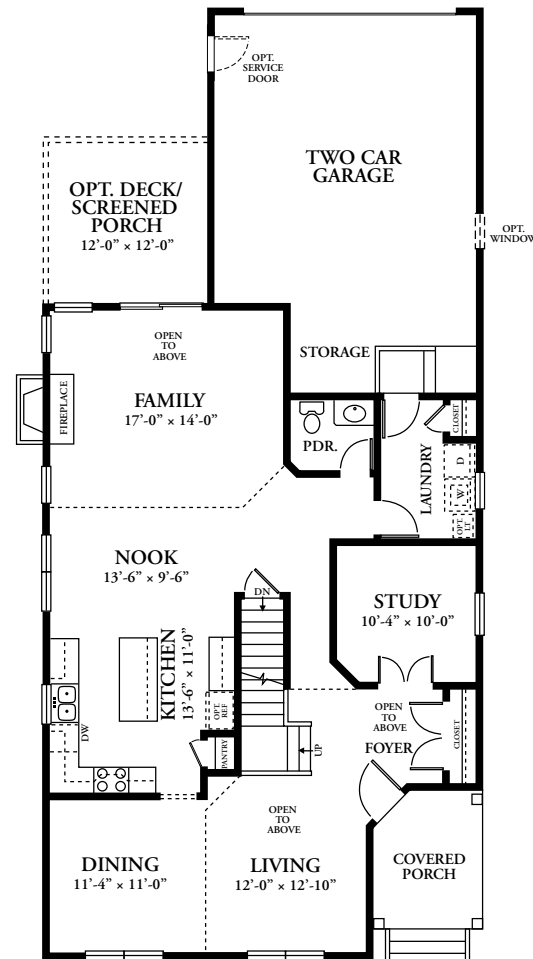 OPT.
SERVICE
DOOR
TWO CAR
GARAGE
OPT. DECK/
SCREENED
PORCH
12'-0" × 12'-0"
OPT.
WINDOW
OPEN
TO
ABOVE
STORAGE
FIREPLACE
FAMILY
17'-0" × 14'-0"
PDR.
CLOSET
LAUNDRY
D
W
OPT.
LT
NOOK
13'-6" × 9'-6"
DN
STUDY
10'-4" × 10'-0"
KITCHEN
13'-6" × 11'-0"
OPT.
REF
DW
PANTRY
UP
OPEN
TO
ABOVE
FOYER
CLOSET
OPEN
TO
ABOVE
DINING
11'-4" × 11'-0"
LIVING
12'-0" × 12'-10"
COVERED
PORCH